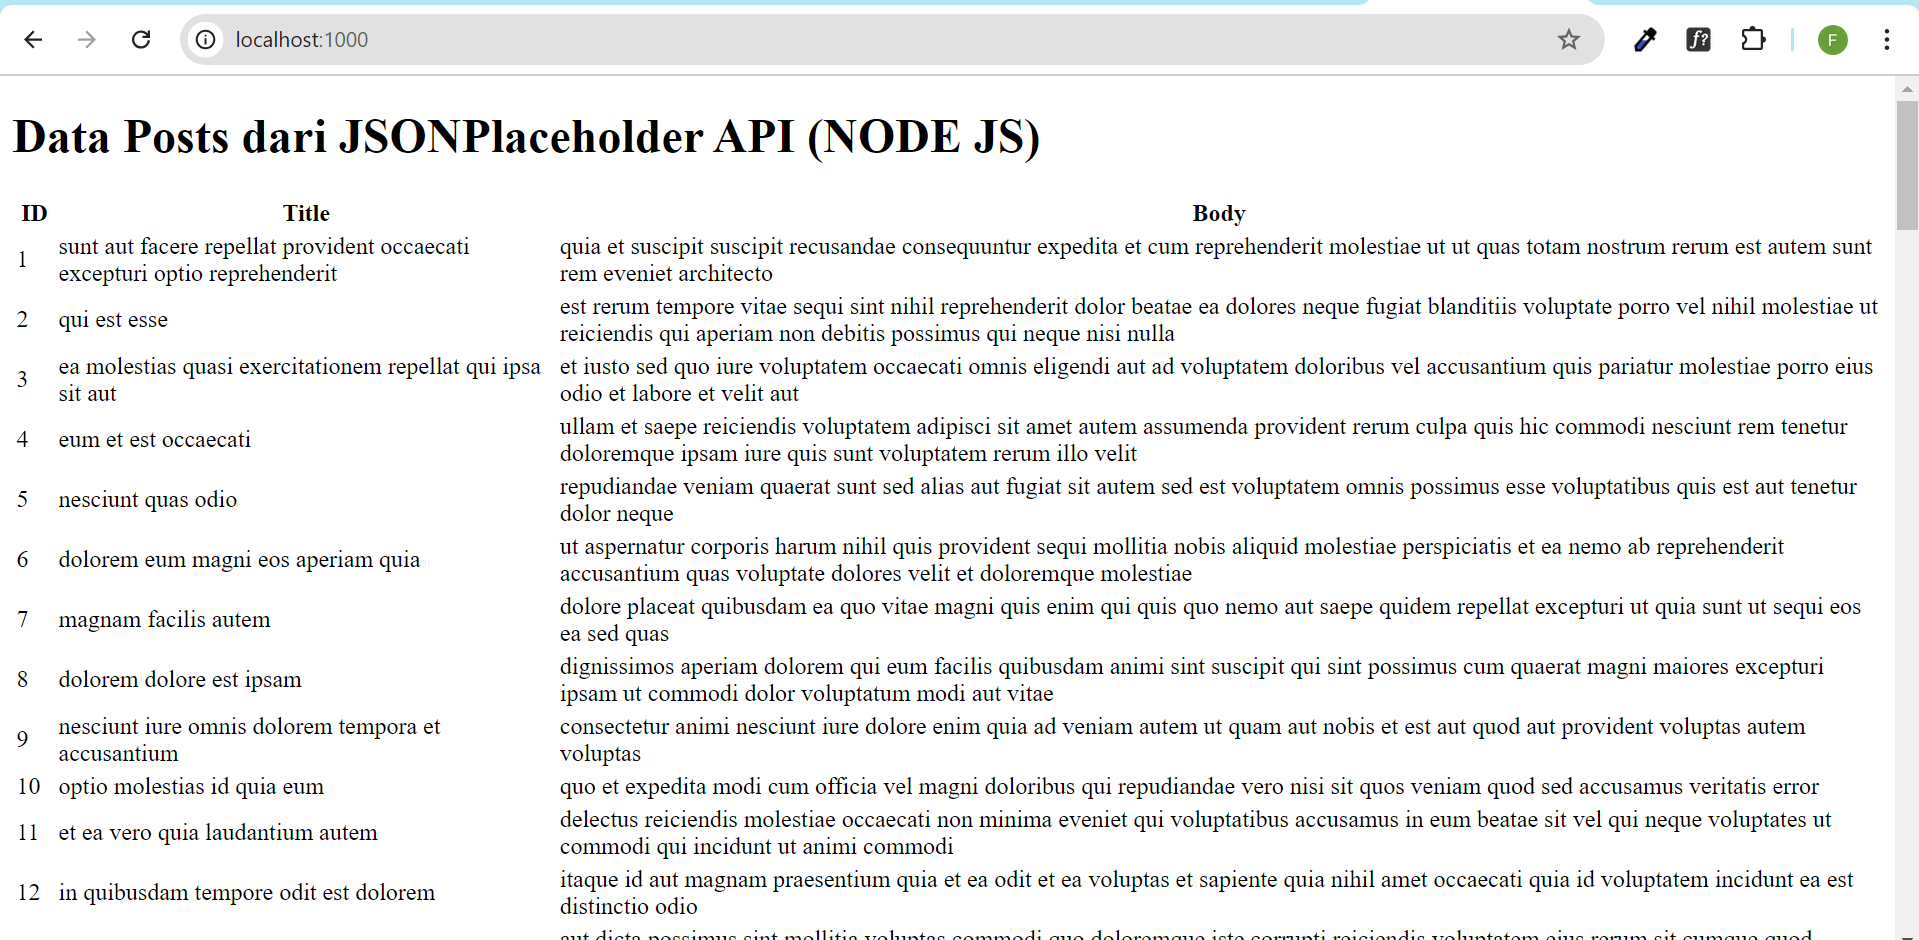 localhost:1000
f?
F
Data Posts dari JSONPlaceholder API (NODE JS)
ID Title Body
1 sunt aut facere repellat provident occaecati quia et suscipit suscipit recusandae consequuntur expedita et cum reprehenderit molestiae ut ut quas totam nostrum rerum est autem sunt
excepturi optio reprehenderit rem eveniet architecto
2 qui est esse est rerum tempore vitae sequi sint nihil reprehenderit dolor beatae ea dolores neque fugiat blanditiis voluptate porro vel nihil molestiae ut
reiciendis qui aperiam non debitis possimus qui neque nisi nulla
3 ea molestias quasi exercitationem repellat qui ipsa et iusto sed quo iure voluptatem occaecati omnis eligendi aut ad voluptatem doloribus vel accusantium quis pariatur molestiae porro eius
sit aut odio et labore et velit aut
4 eum et est occaecati ullam et saepe reiciendis voluptatem adipisci sit amet autem assumenda provident rerum culpa quis hic commodi nesciunt rem tenetur
doloremque ipsam iure quis sunt voluptatem rerum illo velit
5 nesciunt quas odio repudiandae veniam quaerat sunt sed alias aut fugiat sit autem sed est voluptatem omnis possimus esse voluptatibus quis est aut tenetur
dolor neque
6 dolorem eum magni eos aperiam quia ut aspernatur corporis harum nihil quis provident sequi mollitia nobis aliquid molestiae perspiciatis et ea nemo ab reprehenderit
accusantium quas voluptate dolores velit et doloremque molestiae
7 magnam facilis autem dolore placeat quibusdam ea quo vitae magni quis enim qui quis quo nemo aut saepe quidem repellat excepturi ut quia sunt ut sequi eos
ea sed quas
8 dolorem dolore est ipsam dignissimos aperiam dolorem qui eum facilis quibusdam animi sint suscipit qui sint possimus cum quaerat magni maiores excepturi
ipsam ut commodi dolor voluptatum modi aut vitae
9 nesciunt iure omnis dolorem tempora et consectetur animi nesciunt iure dolore enim quia ad veniam autem ut quam aut nobis et est aut quod aut provident voluptas autem
accusantium voluptas
10 optio molestias id quia eum quo et expedita modi cum officia vel magni doloribus qui repudiandae vero nisi sit quos veniam quod sed accusamus veritatis error
11 et ea vero quia laudantium autem delectus reiciendis molestiae occaecati non minima eveniet qui voluptatibus accusamus in eum beatae sit vel qui neque voluptates ut
commodi qui incidunt ut animi commodi
12 in quibusdam tempore odit est dolorem itaque id aut magnam praesentium quia et ea odit et ea voluptas et sapiente quia nihil amet occaecati quia id voluptatem incidunt ea est
distinctio odio
aut dicta possimus sint mollitia voluptas commodi quo doloremque iste corrupti reiciendis voluptatem eius rerum sit cumque quod